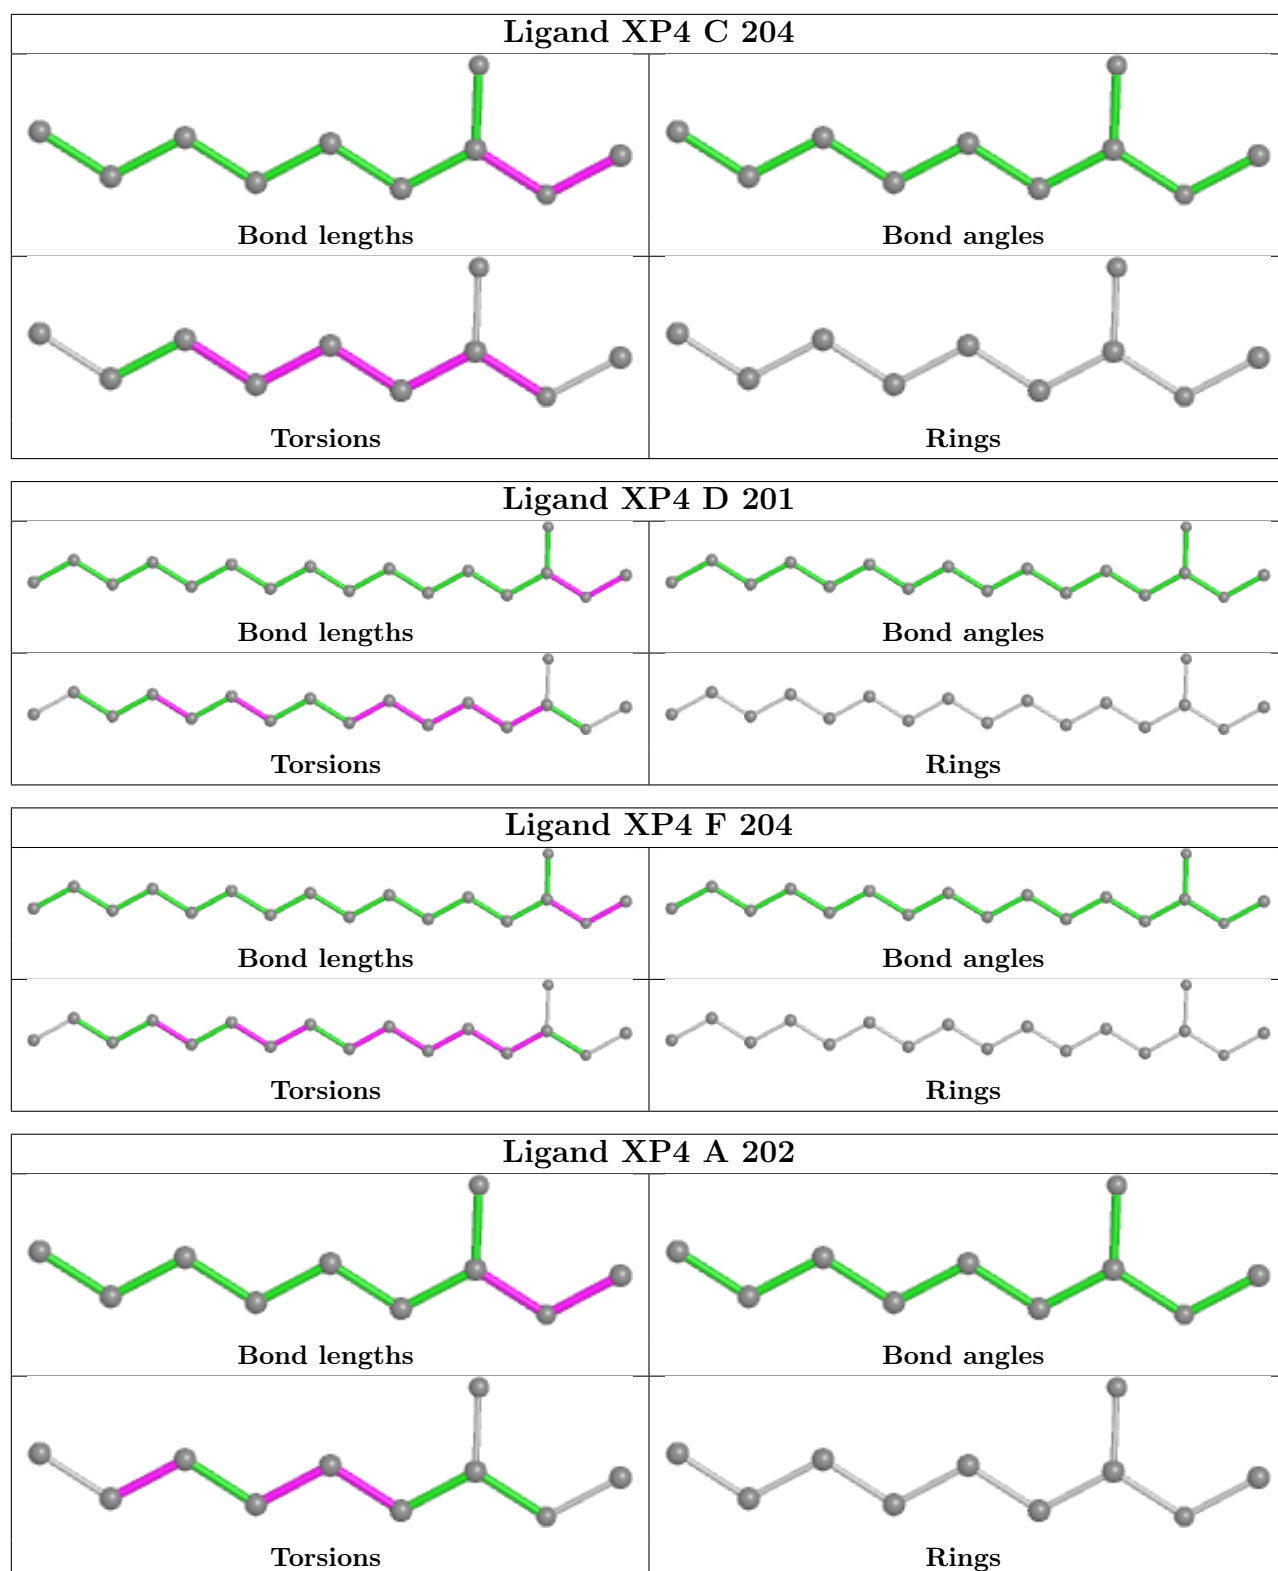 Ligand XP4 C 204
Bond lengths
Bond angles
Torsions
Rings
Ligand XP4 D 201
Bond lengths
Bond angles
Torsions
Rings
Ligand XP4 F 204
Bond lengths
Bond angles
Torsions
Rings
Ligand XP4 A 202
Bond lengths
Bond angles
Torsions
Rings